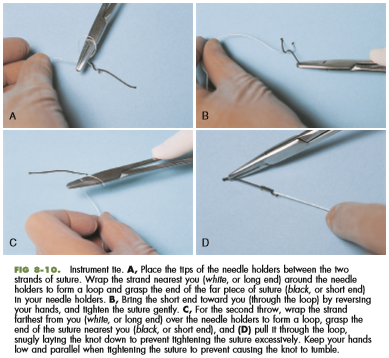 A
B
C
D
FIG 8-10. Instrument tie. A, Place the tips of the needle holders between the two
strands of suture. Wrap the strand nearest you (white, or long end) around the needle
holders to form a loop and grasp the end of the far piece of suture (black, or short end)
in your needle holders. B, Bring the short end toward you (through the loop) by reversing
your hands, and tighten the suture gently. C, For the second throw, wrap the strand
farthest from you (white, or long end) over the needle holders to form a loop, grasp the
end of the suture nearest you (black, or short end), and (D) pull it through the loop,
snugly laying the knot down to prevent tightening the suture excessively. Keep your hands
low and parallel when tightening the suture to prevent causing the knot to tumble.